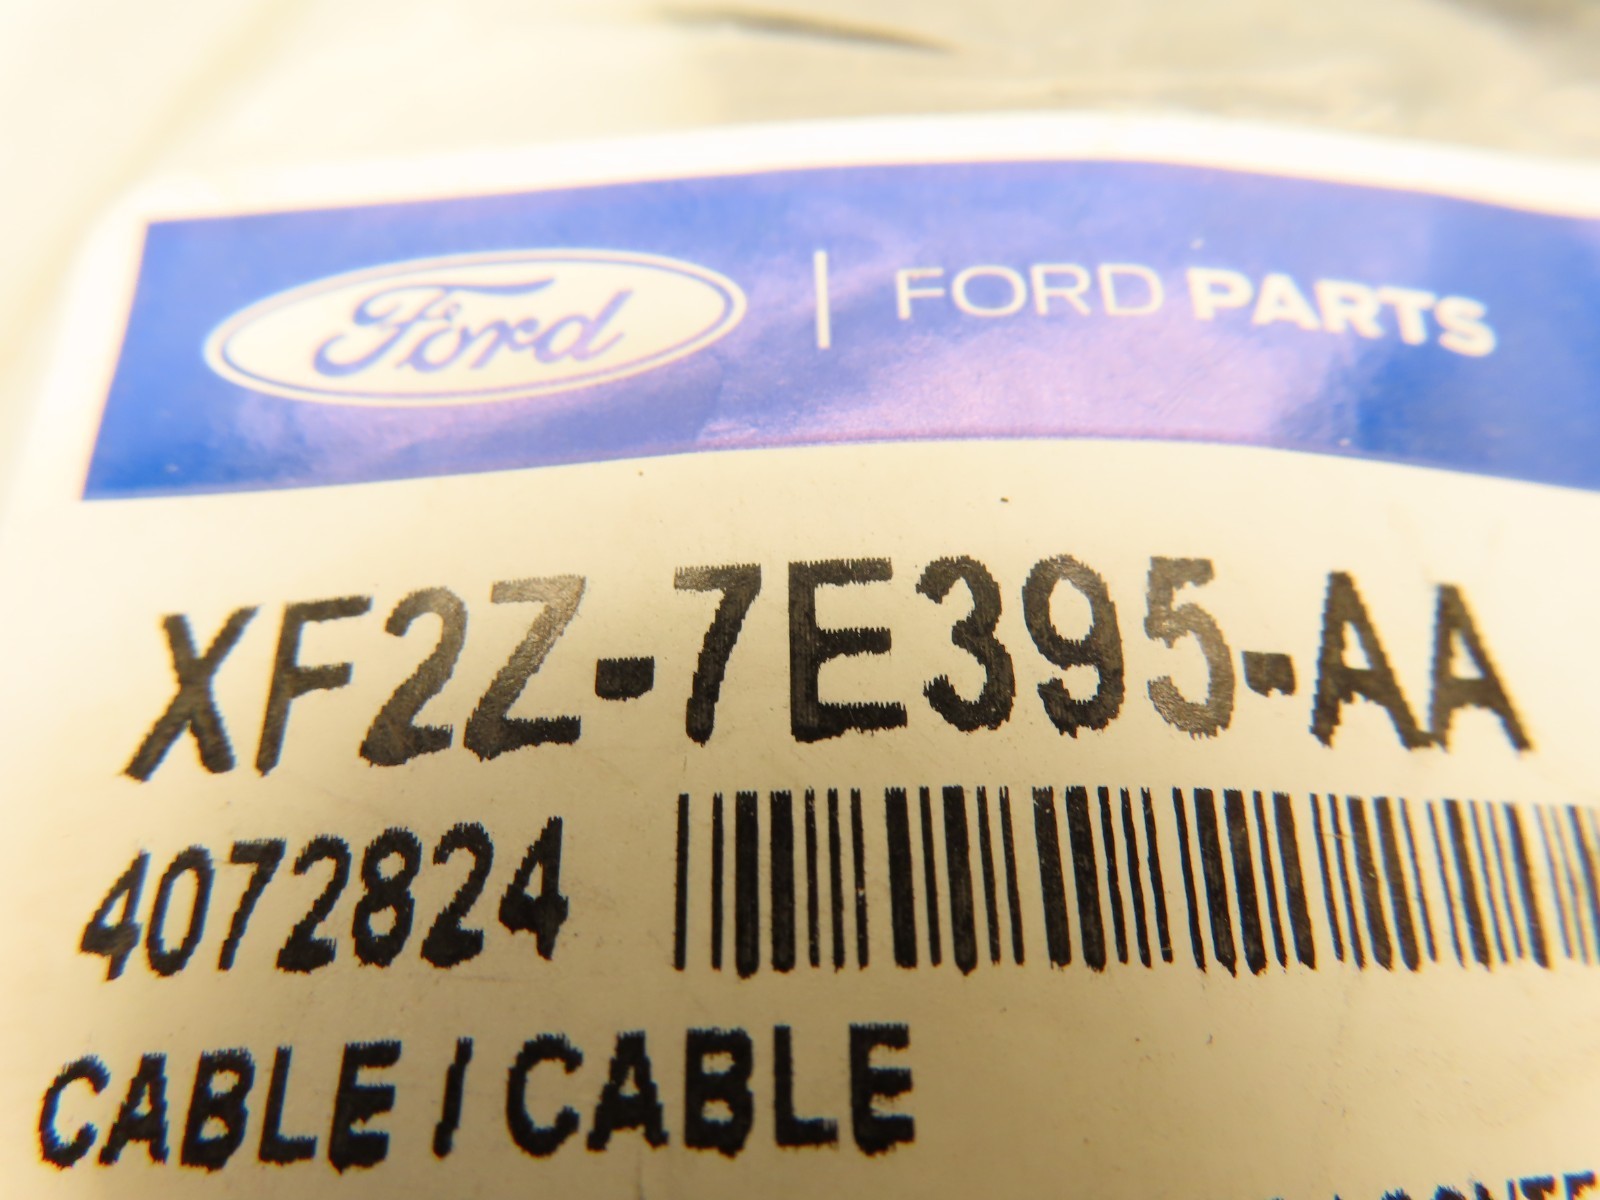 Ford | FORD PARTS
XF2Z-7E395-AA
4072824
CABLE / CABLE